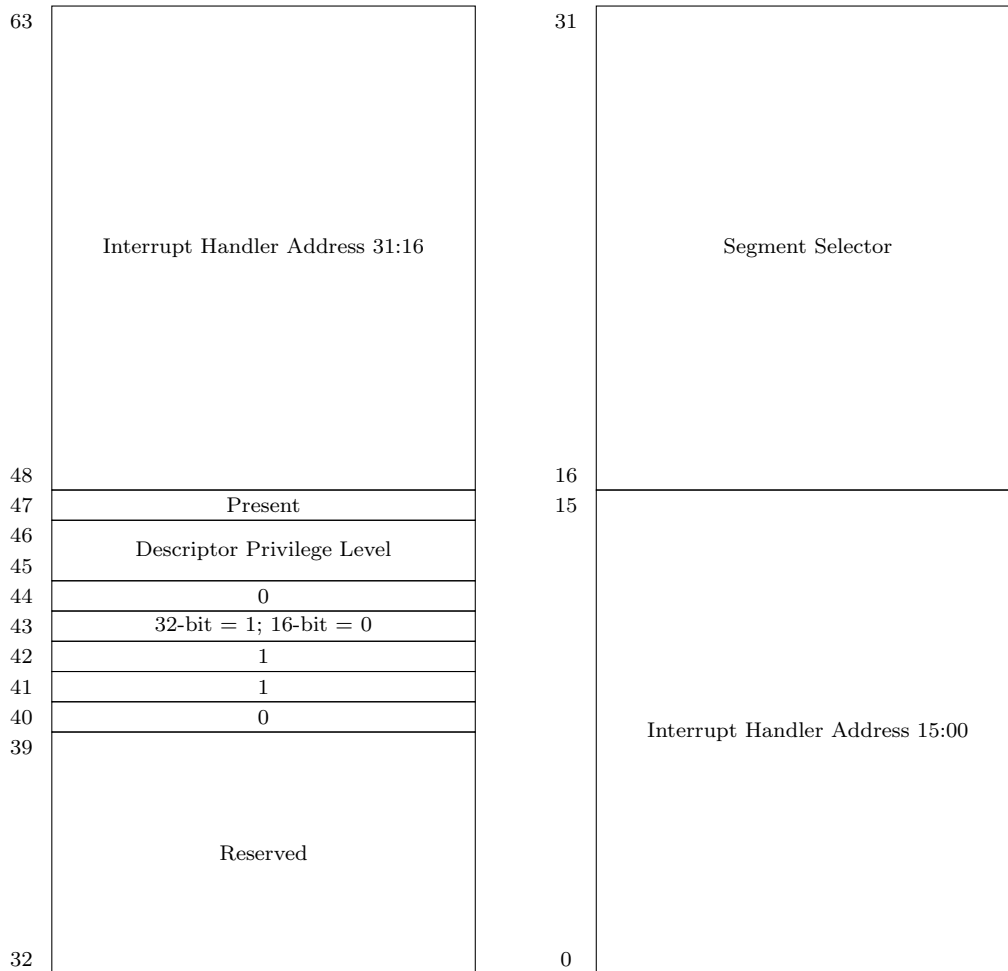 63
Interrupt Handler Address 31:16
48
47
Present
46
Descriptor Privilege Level
45
44
0
43
32-bit = 1; 16-bit = 0
42
1
41
1
40
0
39
Reserved
32
31
Segment Selector
16
15
Interrupt Handler Address 15:00
0